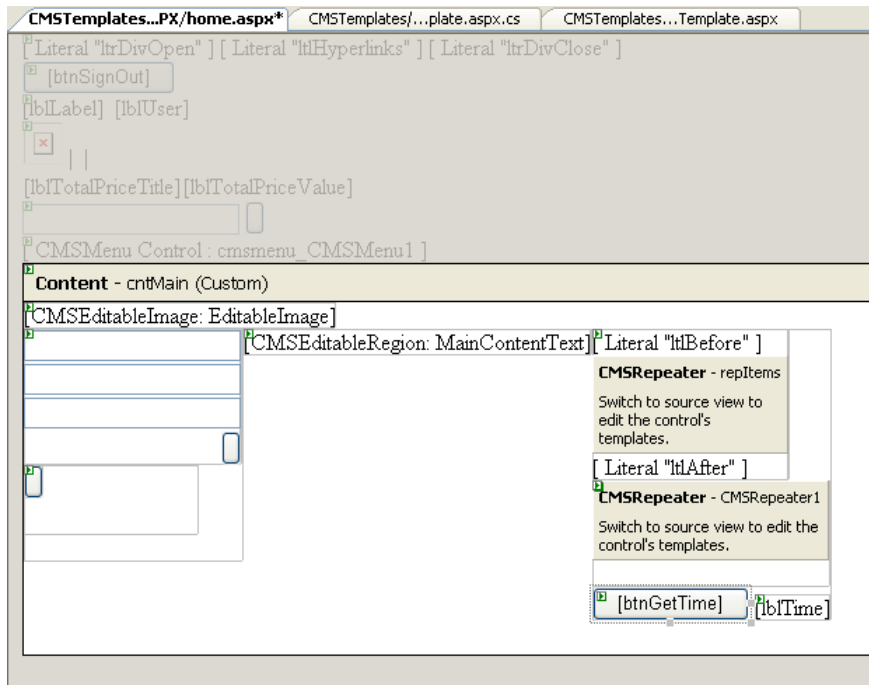 CMSTemplates...PX/home.aspx* CMSTemplates/...plate.aspx.cs CMSTemplates...Template.aspx
[ Literal "ltrDivOpen" ] [ Literal "ltlHyperlinks" ] [ Literal "ltrDivClose" ]
[btnSignOut]
[lblLabel] [lblUser]
| |
[lblTotalPriceTitle][lblTotalPriceValue]
[ CMSMenu Control : cmsmenu_CMSMenu1 ]
Content - cntMain (Custom)
[CMSEditableImage: EditableImage]
[CMSEditableRegion: MainContentText] [ Literal "ltlBefore" ]
CMSRepeater - repItems
Switch to source view to
edit the control's
templates.
[ Literal "ltlAfter" ]
CMSRepeater - CMSRepeater1
Switch to source view to edit the
control's templates.
[btnGetTime] [lblTime]